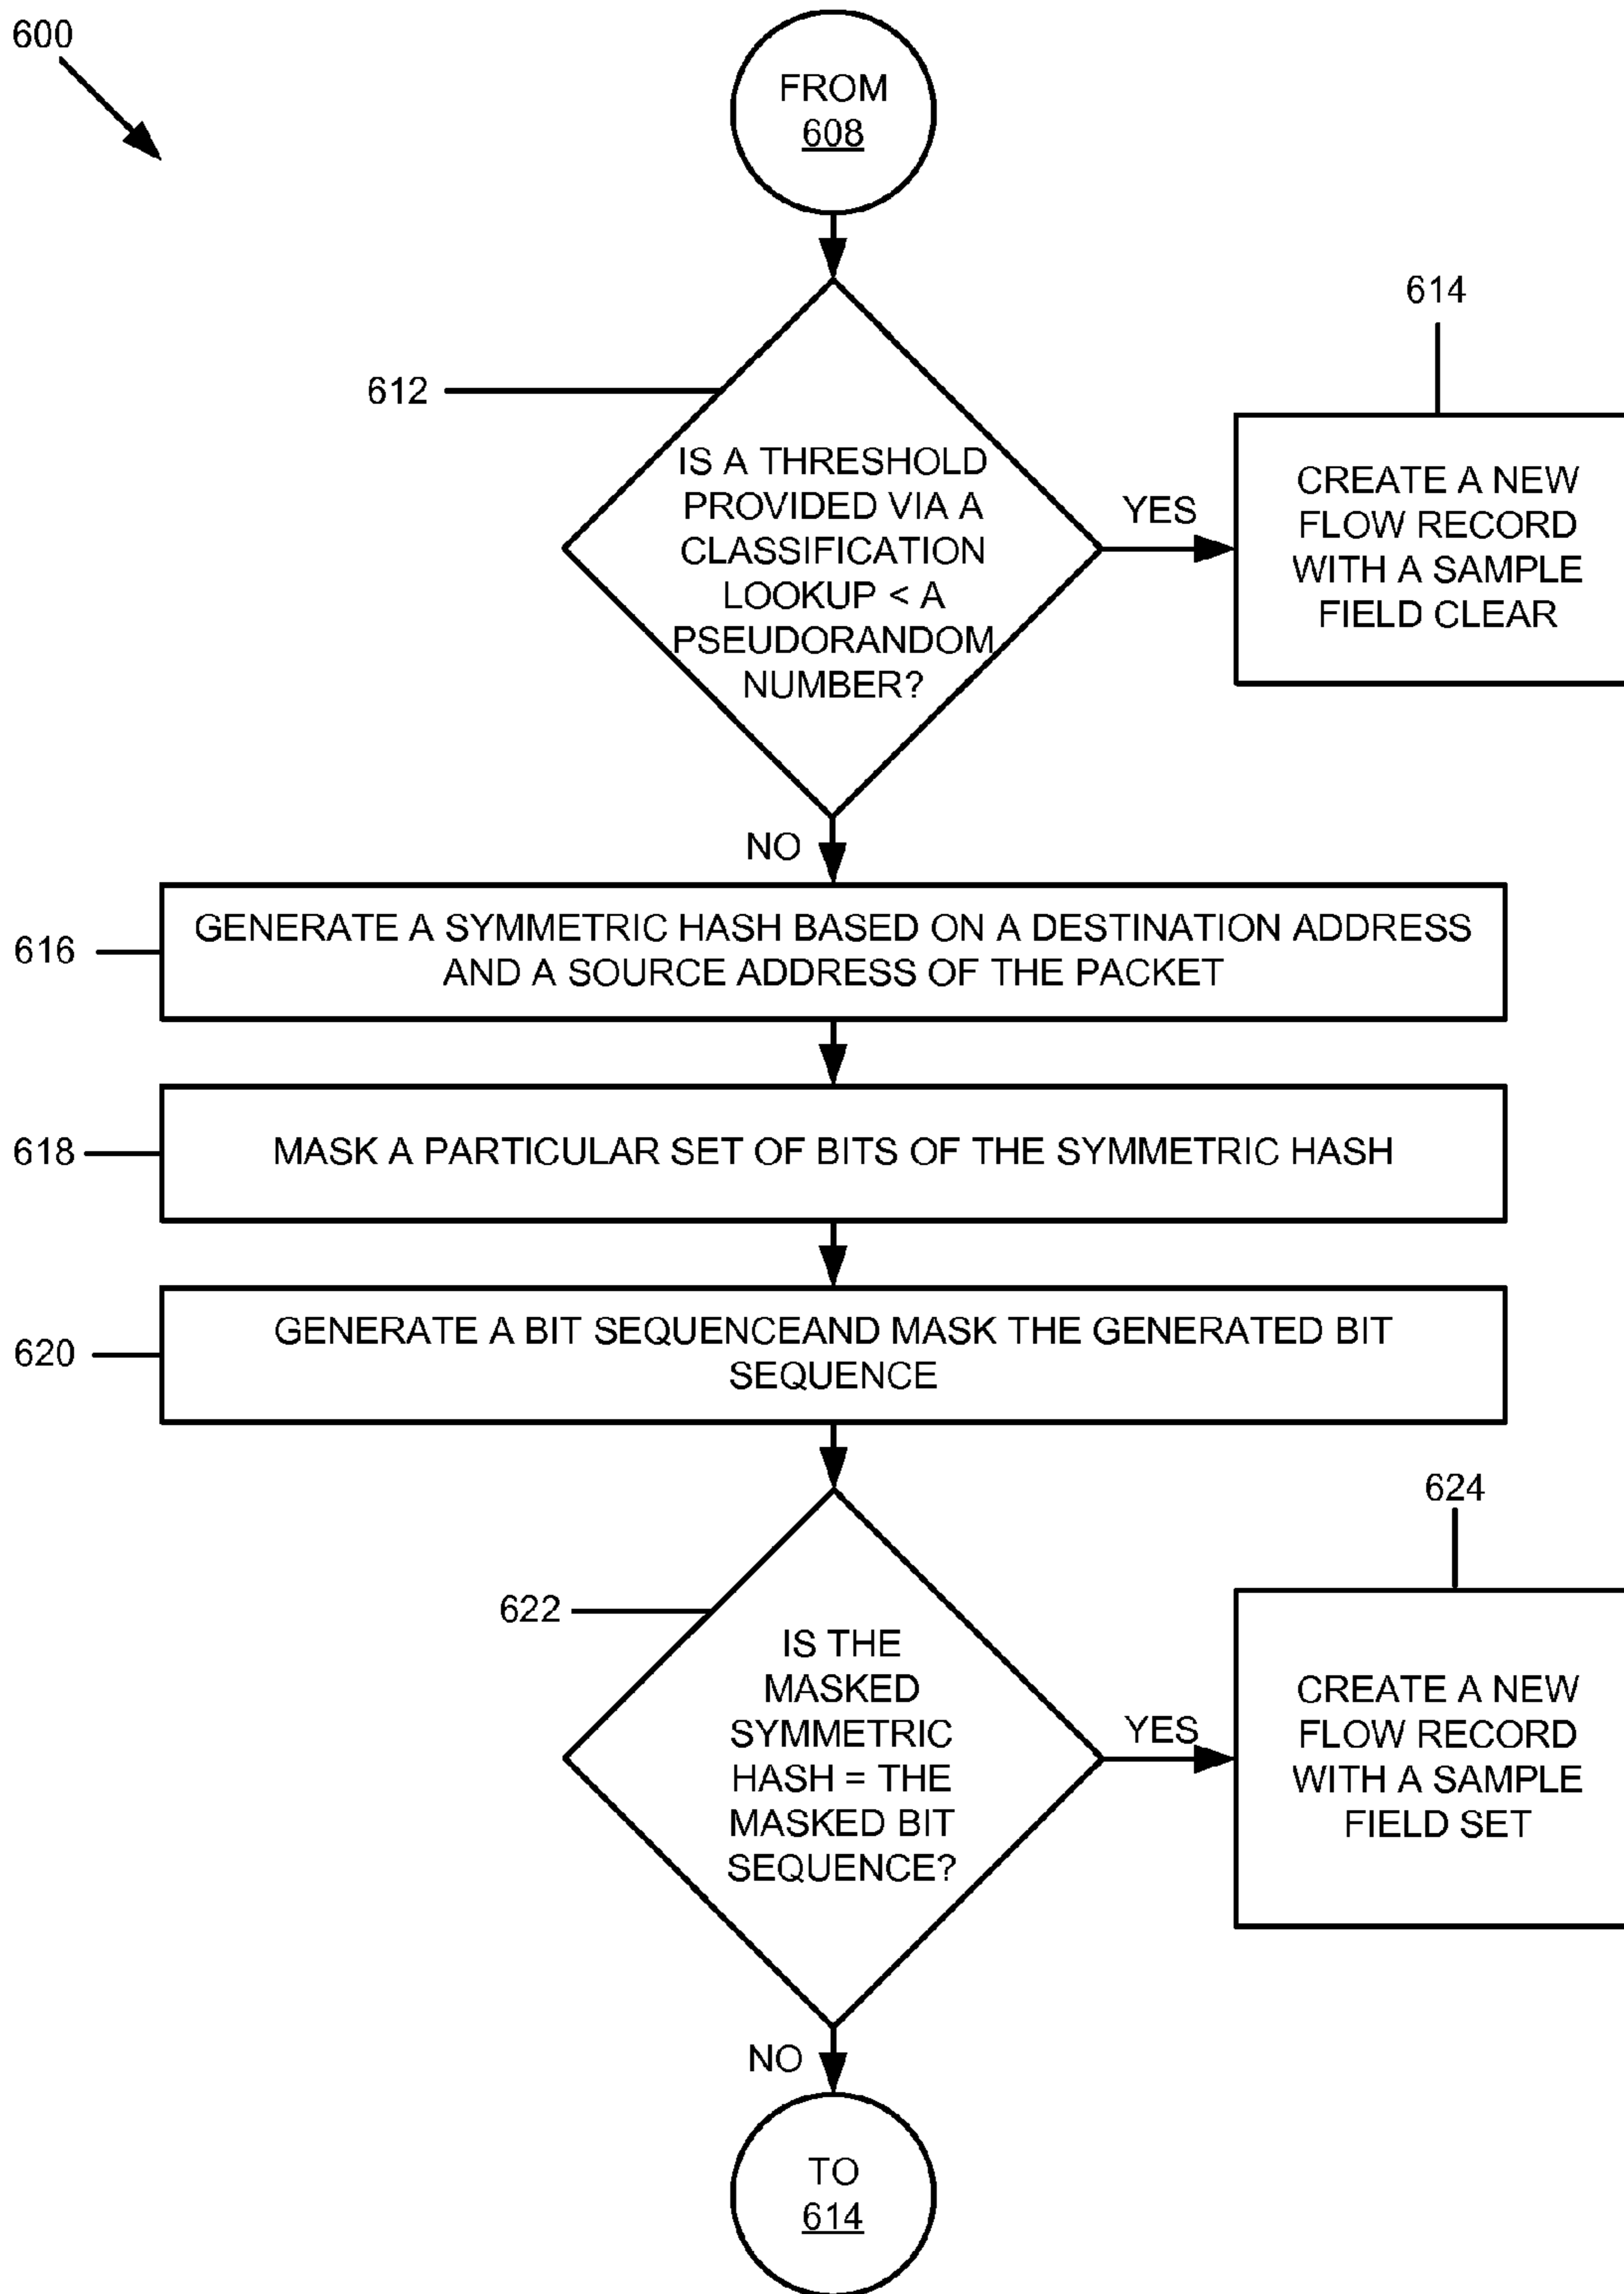 600
FROM
608
612
IS A THRESHOLD
PROVIDED VIA A
CLASSIFICATION
LOOKUP < A
PSEUDORANDOM
NUMBER?
YES
614
CREATE A NEW
FLOW RECORD
WITH A SAMPLE
FIELD CLEAR
NO
616
GENERATE A SYMMETRIC HASH BASED ON A DESTINATION ADDRESS
AND A SOURCE ADDRESS OF THE PACKET
618
MASK A PARTICULAR SET OF BITS OF THE SYMMETRIC HASH
620
GENERATE A BIT SEQUENCEAND MASK THE GENERATED BIT
SEQUENCE
622
IS THE
MASKED
SYMMETRIC
HASH = THE
MASKED BIT
SEQUENCE?
YES
624
CREATE A NEW
FLOW RECORD
WITH A SAMPLE
FIELD SET
NO
TO
614